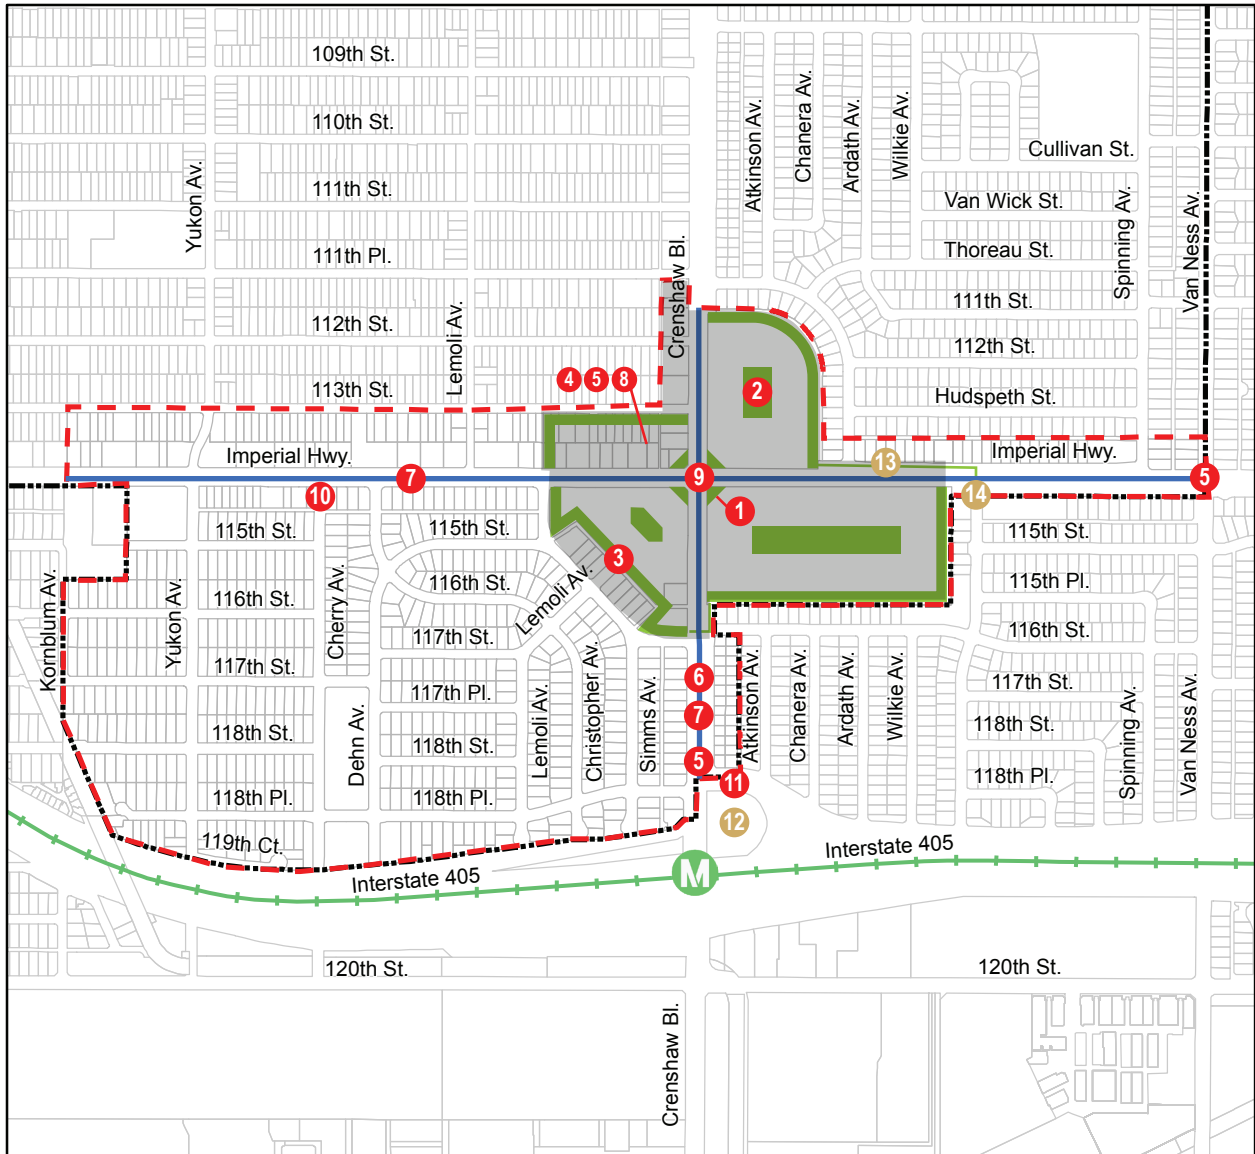 109th St.
110th St.
111th St.
111th Pl.
112th St.
113th St.
Yukon Av.
Lemoli Av.
Crenshaw Bl.
Atkinson Av.
Chanera Av.
Ardath Av.
Wilkie Av.
Cullivan St.
Van Wick St.
Thoreau St.
111th St.
112th St.
Hudspeth St.
Spinning Av.
Van Ness Av.
4 5 8
2
Imperial Hwy.
Imperial Hwy.
13
10
7
9
14
5
1
3
115th St.
115th St.
116th St.
116th St.
117th St.
117th St.
117th Pl.
118th St.
118th St.
118th Pl.
118th Pl.
119th Ct.
Kornblum Av.
Yukon Av.
Cherry Av.
Dehn Av.
Lemoli Av.
Lemoli Av.
Christopher Av.
Simms Av.
6
7
5
11
12
Atkinson Av.
Chanera Av.
Ardath Av.
Wilkie Av.
115th St.
115th Pl.
116th St.
117th St.
118th St.
118th Pl.
Spinning Av.
Van Ness Av.
Interstate 405
M
Interstate 405
120th St.
120th St.
Crenshaw Bl.